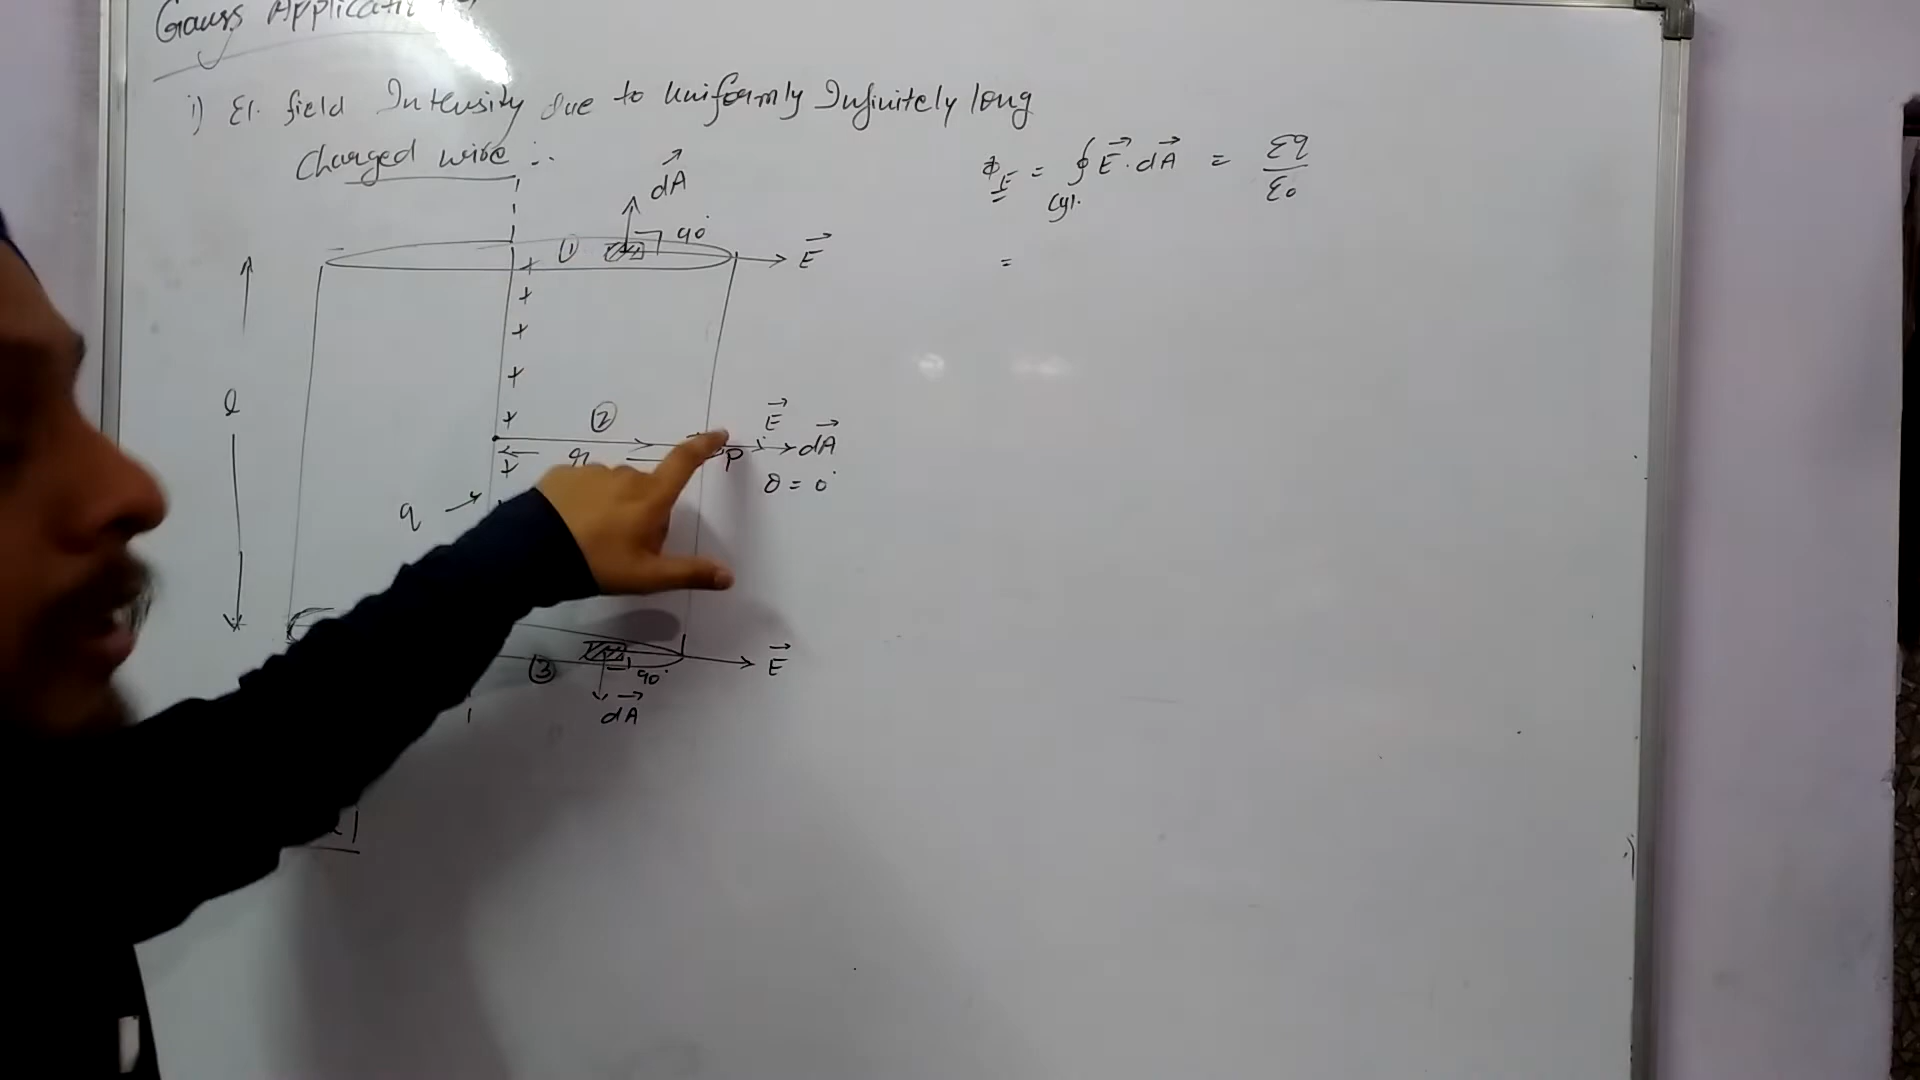 Gauss Applicati
i) El. field Intensity due to Uniformly Infinitely long
Charged wire :.
Φ_E = ∮ E⃗ . dA⃗ = Σq / ε₀
Cyl.
=
dA⃗
90°
① E⃗
+
+
+
+
+
l
② E⃗
r P dA⃗
+
θ = 0°
q →
E⃗
③ 90°
dA⃗